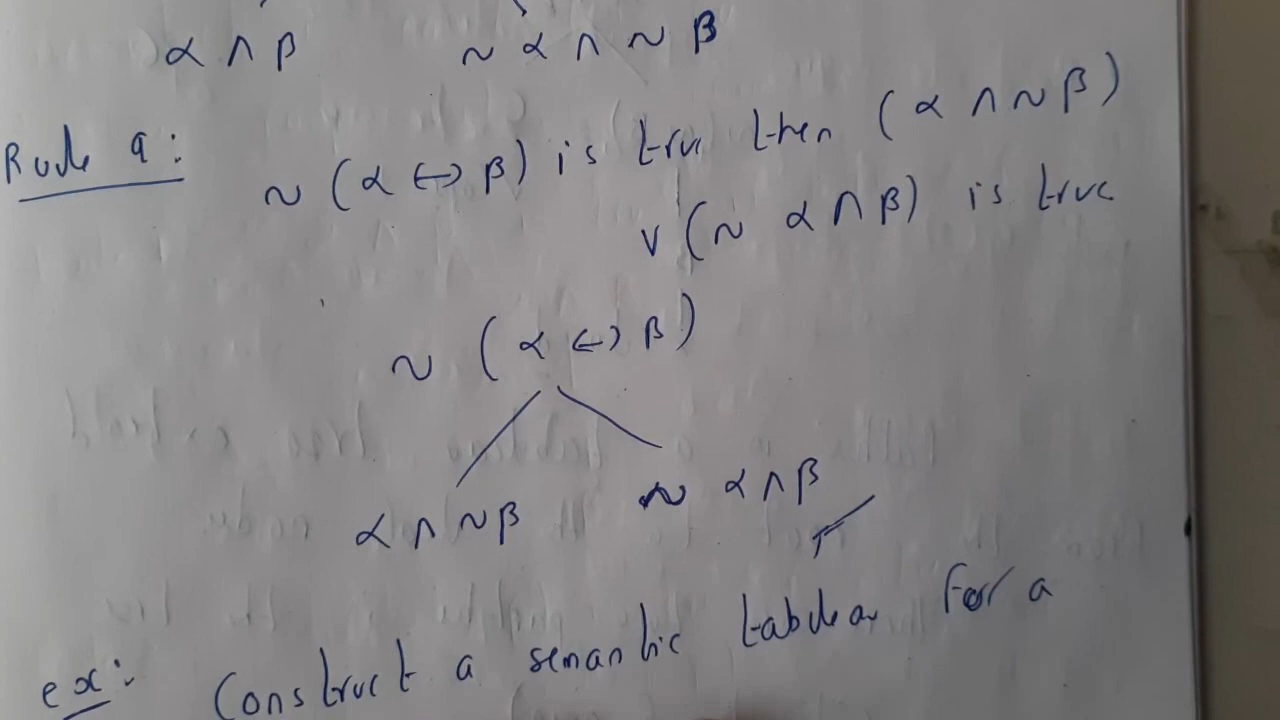 α ∧ β ~ α ∧ ~ β
Rule 9: ~ (α ↔ β) is true then (α ∧ ~ β)
∨ (~ α ∧ β) is true
~ (α ↔ β)
α ∧ ~ β ~ α ∧ β
ex: Construct a semantic tableau for a